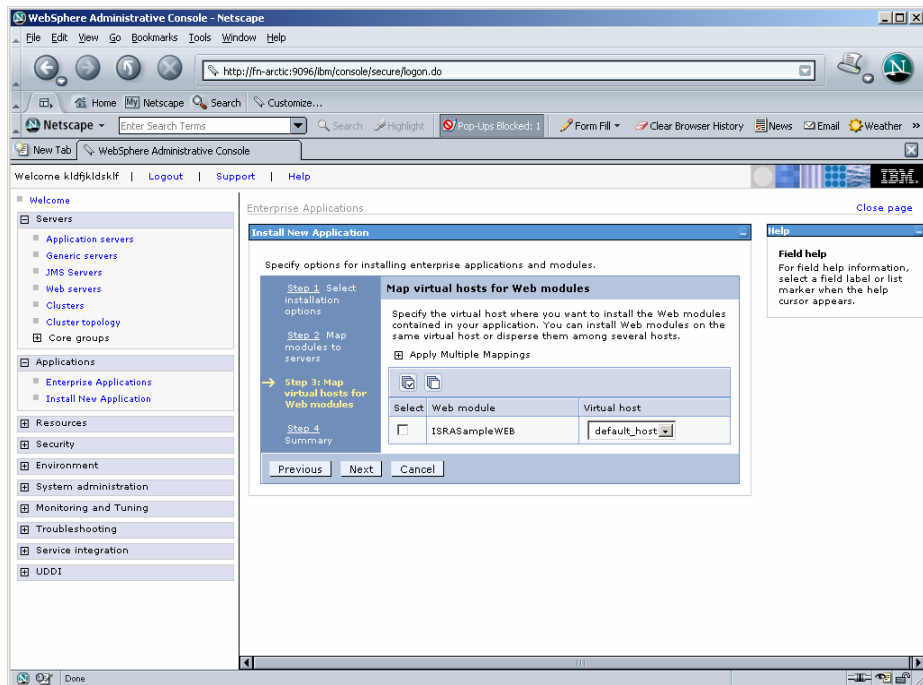 WebSphere Administrative Console - Netscape
File Edit View Go Bookmarks Tools Window Help
http://fn-arctic:9096/ibm/console/secure/logon.do
N
Home My Netscape Search Customize...
Netscape Enter Search Terms Search Highlight Pop-Ups Blocked: 1 Form Fill Clear Browser History News Email Weather »
New Tab WebSphere Administrative Console
Welcome kldfjkldsklf | Logout | Support | Help IBM.
Welcome
Servers
Application servers
Generic servers
JMS Servers
Web servers
Clusters
Cluster topology
Core groups
Applications
Enterprise Applications
Install New Application
Resources
Security
Environment
System administration
Monitoring and Tuning
Troubleshooting
Service integration
UDDI
Enterprise Applications Close page
Install New Application
Specify options for installing enterprise applications and modules.
Step 1 Select
installation
options
Step 2 Map
modules to
servers
Step 3: Map
virtual hosts for
Web modules
Step 4
Summary
Map virtual hosts for Web modules
Specify the virtual host where you want to install the Web modules
contained in your application. You can install Web modules on the
same virtual host or disperse them among several hosts.
Apply Multiple Mappings
Select Web module Virtual host
ISRASampleWEB default_host
Previous Next Cancel
Help
Field help
For field help information,
select a field label or list
marker when the help
cursor appears.
Done